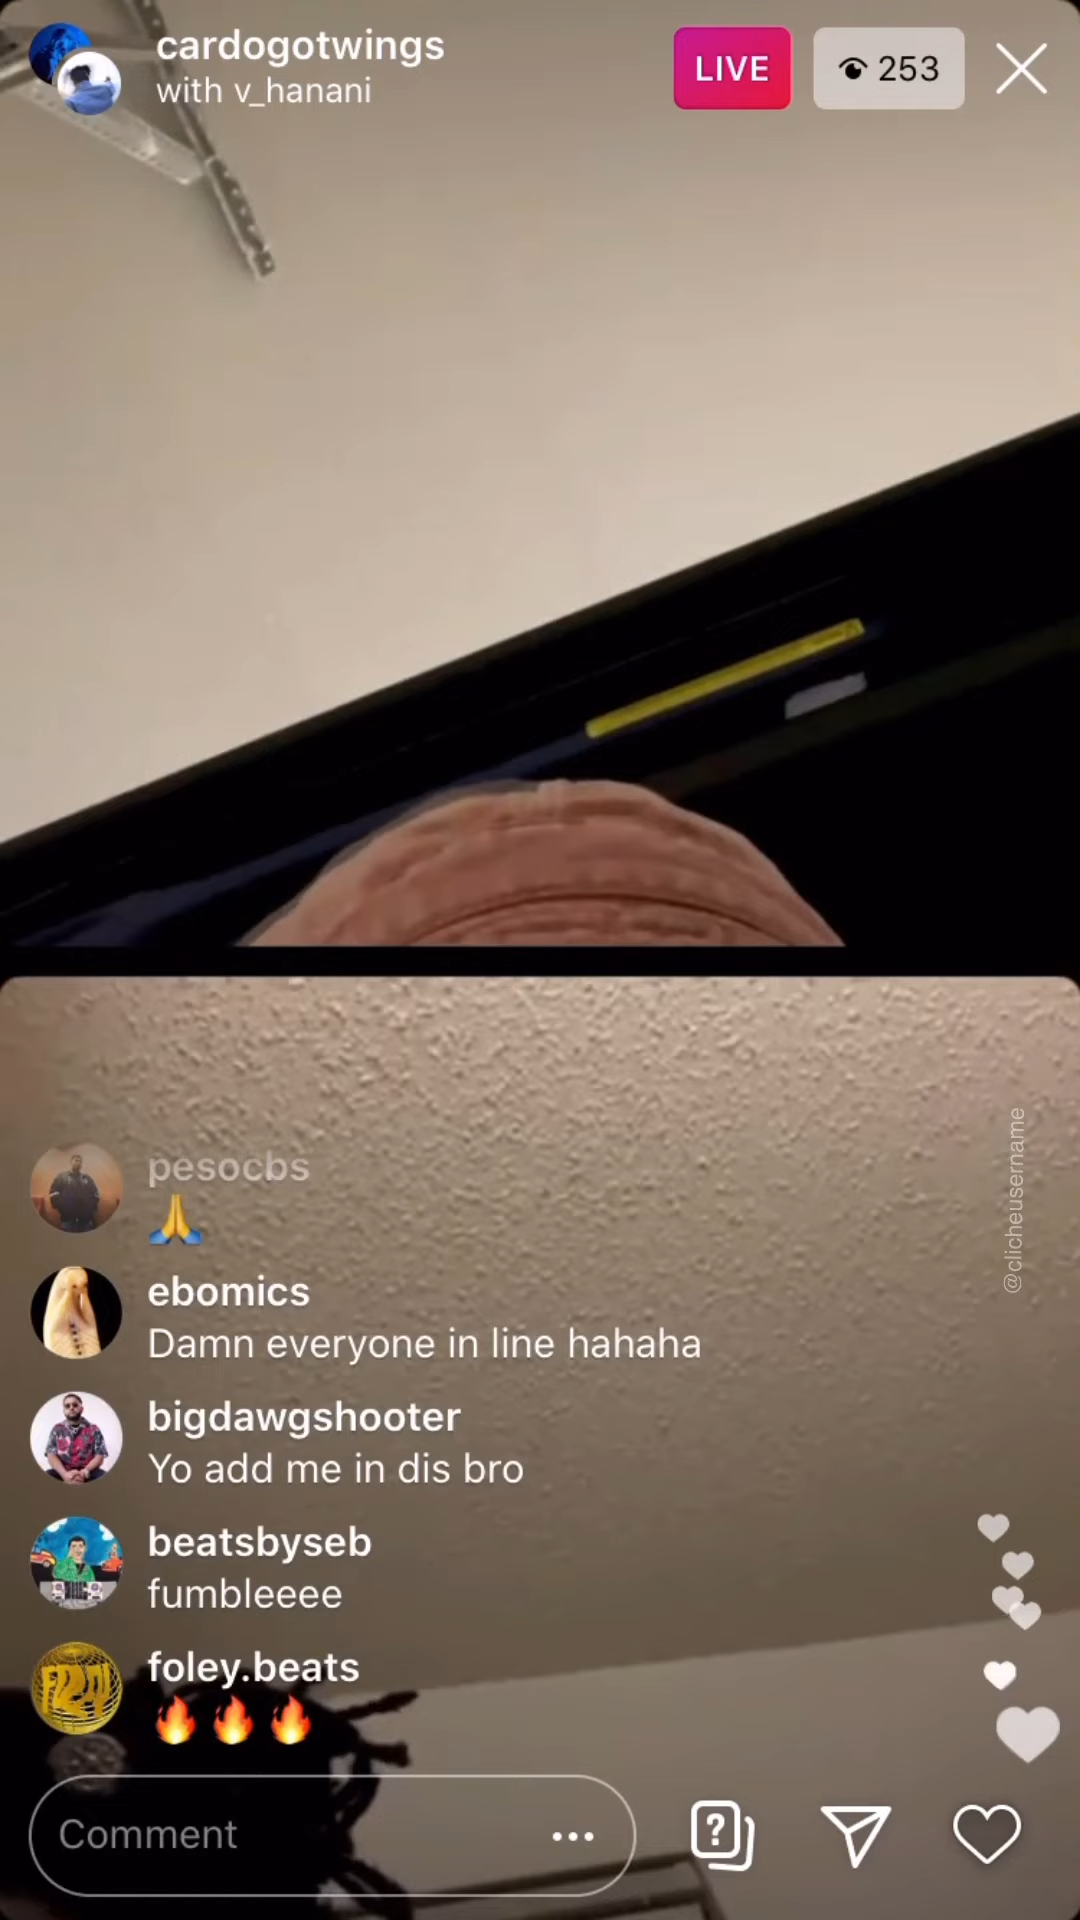 cardogotwings
with v_hanani
LIVE
253
@clicheusername
pesocbs
🙏
ebomics
Damn everyone in line hahaha
bigdawgshooter
Yo add me in dis bro
beatsbyseb
fumbleeee
foley.beats
🔥🔥🔥
Comment